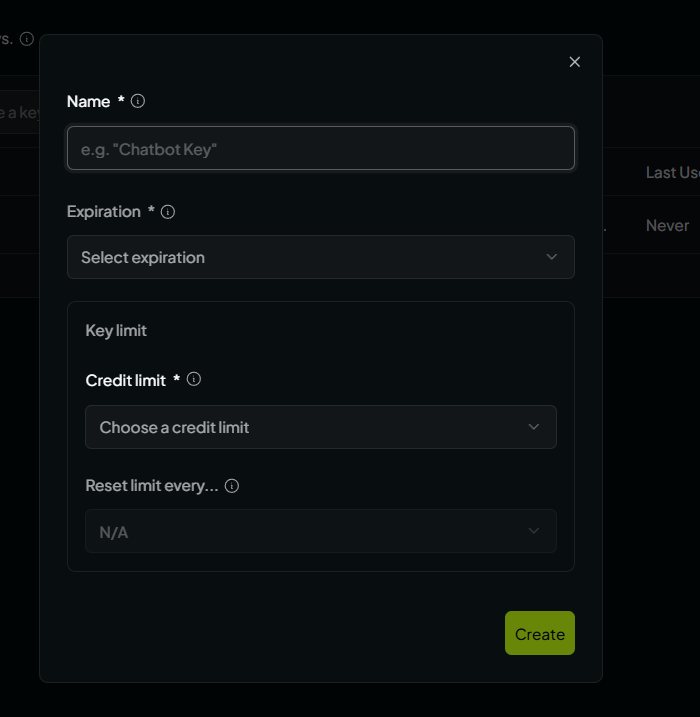 Name *
e.g. "Chatbot Key"
Expiration *
Select expiration
Last Us
Never
Key limit
Credit limit *
Choose a credit limit
Reset limit every...
N/A
Create